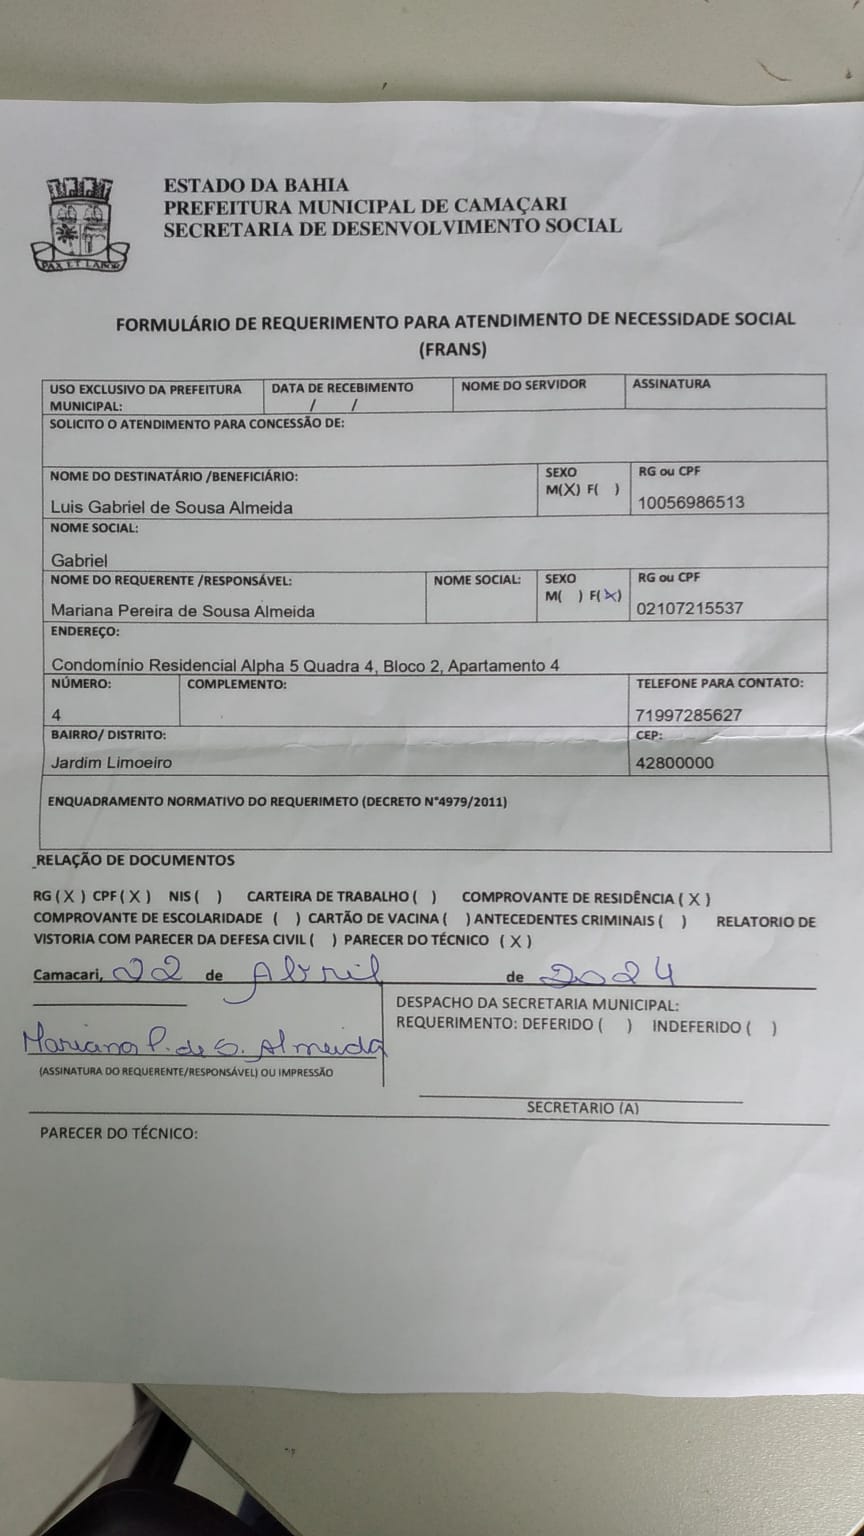 PAX ET LABOR
ESTADO DA BAHIA
PREFEITURA MUNICIPAL DE CAMAÇARI
SECRETARIA DE DESENVOLVIMENTO SOCIAL
FORMULÁRIO DE REQUERIMENTO PARA ATENDIMENTO DE NECESSIDADE SOCIAL
(FRANS)
USO EXCLUSIVO DA PREFEITURA MUNICIPAL: DATA DE RECEBIMENTO / / NOME DO SERVIDOR ASSINATURA
SOLICITO O ATENDIMENTO PARA CONCESSÃO DE:
NOME DO DESTINATÁRIO /BENEFICIÁRIO: SEXO RG ou CPF
Luis Gabriel de Sousa Almeida M(X) F( ) 10056986513
NOME SOCIAL:
Gabriel
NOME DO REQUERENTE /RESPONSÁVEL: NOME SOCIAL: SEXO RG ou CPF
Mariana Pereira de Sousa Almeida M( ) F(X) 02107215537
ENDEREÇO:
Condomínio Residencial Alpha 5 Quadra 4, Bloco 2, Apartamento 4
NÚMERO: COMPLEMENTO: TELEFONE PARA CONTATO:
4 71997285627
BAIRRO/ DISTRITO: CEP:
Jardim Limoeiro 42800000
ENQUADRAMENTO NORMATIVO DO REQUERIMETO (DECRETO N°4979/2011)
RELAÇÃO DE DOCUMENTOS
RG ( X ) CPF ( X ) NIS ( ) CARTEIRA DE TRABALHO ( ) COMPROVANTE DE RESIDÊNCIA ( X )
COMPROVANTE DE ESCOLARIDADE ( ) CARTÃO DE VACINA ( ) ANTECEDENTES CRIMINAIS ( ) RELATORIO DE
VISTORIA COM PARECER DA DEFESA CIVIL ( ) PARECER DO TÉCNICO ( X )
Camacari, 22 de Abril de 2024
DESPACHO DA SECRETARIA MUNICIPAL:
REQUERIMENTO: DEFERIDO ( ) INDEFERIDO ( )
Mariana P. de S. Almeida
(ASSINATURA DO REQUERENTE/RESPONSÁVEL) OU IMPRESSÃO
SECRETARIO (A)
PARECER DO TÉCNICO: